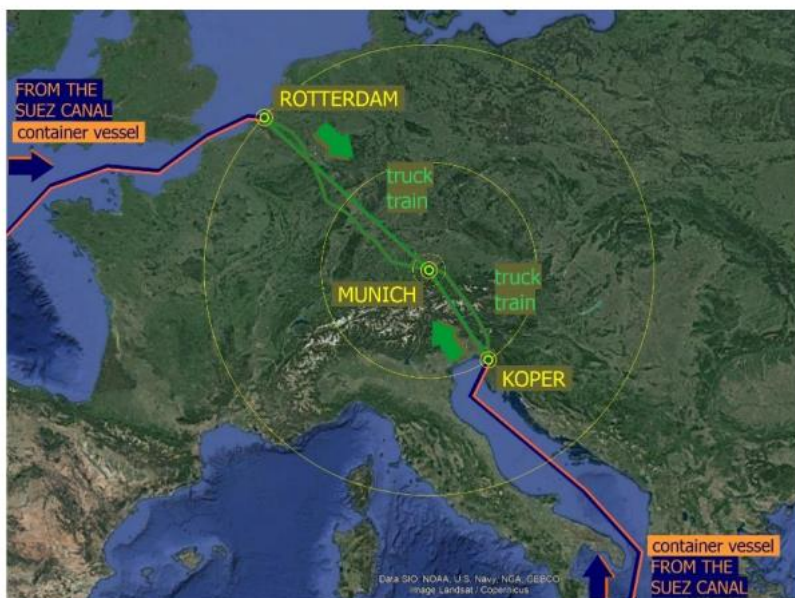 FROM THE
SUEZ CANAL
container vessel
ROTTERDAM
truck
train
truck
train
MUNICH
KOPER
container vessel
FROM THE
SUEZ CANAL
Data SIO, NOAA, U.S. Navy, NGA, GEBCO
Image Landsat / Copernicus